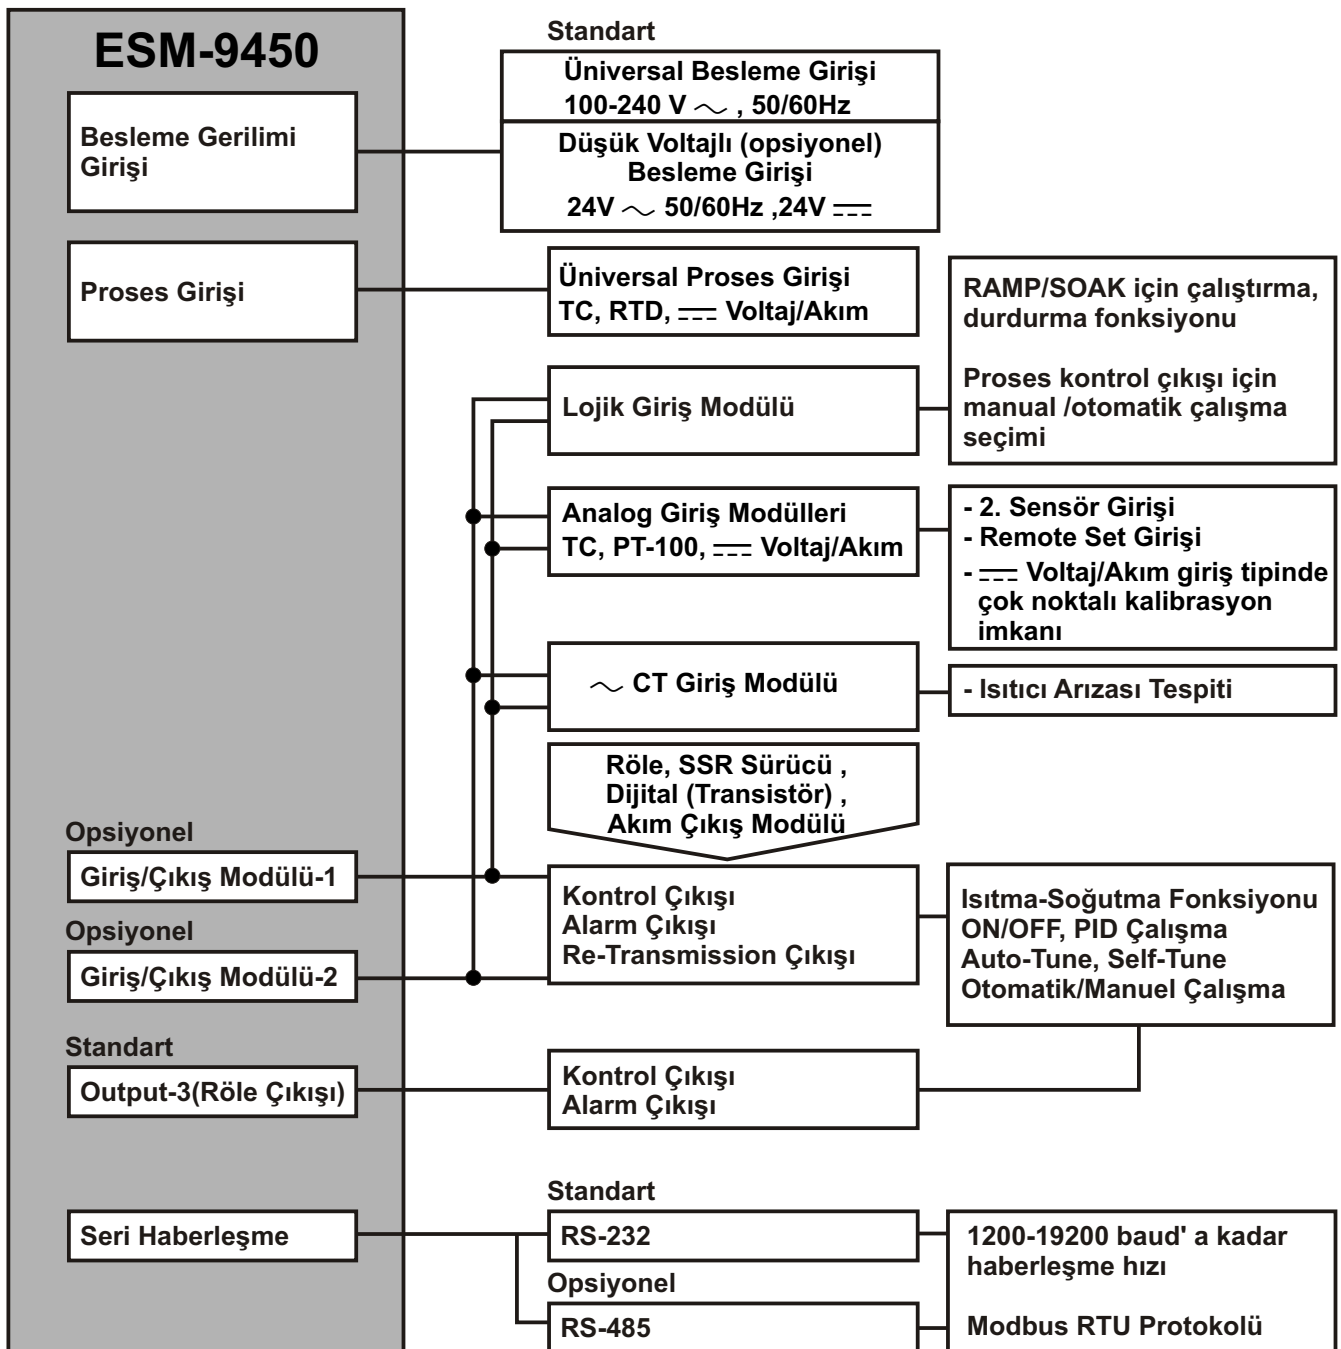 ESM-9450
Standart
Üniversal Besleme Girişi
100-240 V ~ , 50/60Hz
Besleme Gerilimi
Girişi
Düşük Voltajlı (opsiyonel)
Besleme Girişi
24V ~ 50/60Hz ,24V ⎓
Proses Girişi
Üniversal Proses Girişi
TC, RTD, ⎓ Voltaj/Akım
RAMP/SOAK için çalıştırma,
durdurma fonksiyonu
Proses kontrol çıkışı için
manual /otomatik çalışma
seçimi
Lojik Giriş Modülü
Analog Giriş Modülleri
TC, PT-100, ⎓ Voltaj/Akım
- 2. Sensör Girişi
- Remote Set Girişi
- ⎓ Voltaj/Akım giriş tipinde
çok noktalı kalibrasyon
imkanı
~ CT Giriş Modülü
- Isıtıcı Arızası Tespiti
Röle, SSR Sürücü ,
Dijital (Transistör) ,
Akım Çıkış Modülü
Opsiyonel
Giriş/Çıkış Modülü-1
Opsiyonel
Giriş/Çıkış Modülü-2
Kontrol Çıkışı
Alarm Çıkışı
Re-Transmission Çıkışı
Isıtma-Soğutma Fonksiyonu
ON/OFF, PID Çalışma
Auto-Tune, Self-Tune
Otomatik/Manuel Çalışma
Standart
Output-3(Röle Çıkışı)
Kontrol Çıkışı
Alarm Çıkışı
Standart
Seri Haberleşme
RS-232
Opsiyonel
RS-485
1200-19200 baud' a kadar
haberleşme hızı
Modbus RTU Protokolü